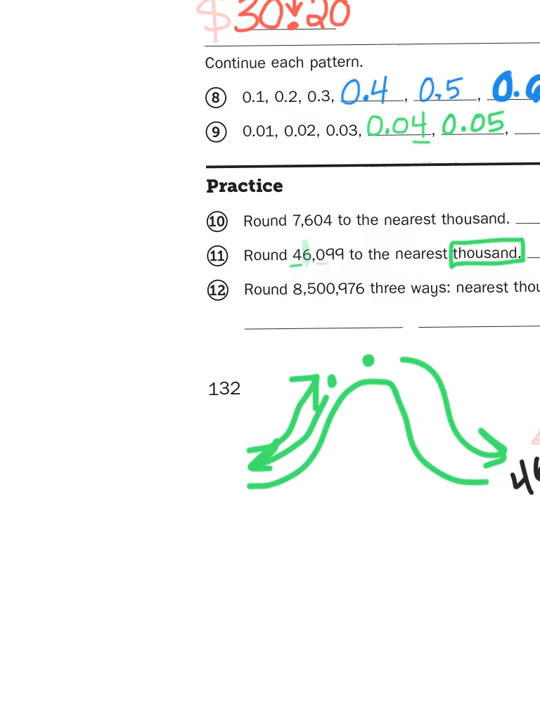 $30.20
Continue each pattern.
8 0.1, 0.2, 0.3, 0.4, 0.5, 0.
9 0.01, 0.02, 0.03, 0.04, 0.05,
Practice
10 Round 7,604 to the nearest thousand.
11 Round 46,099 to the nearest thousand.
12 Round 8,500,976 three ways: nearest
132